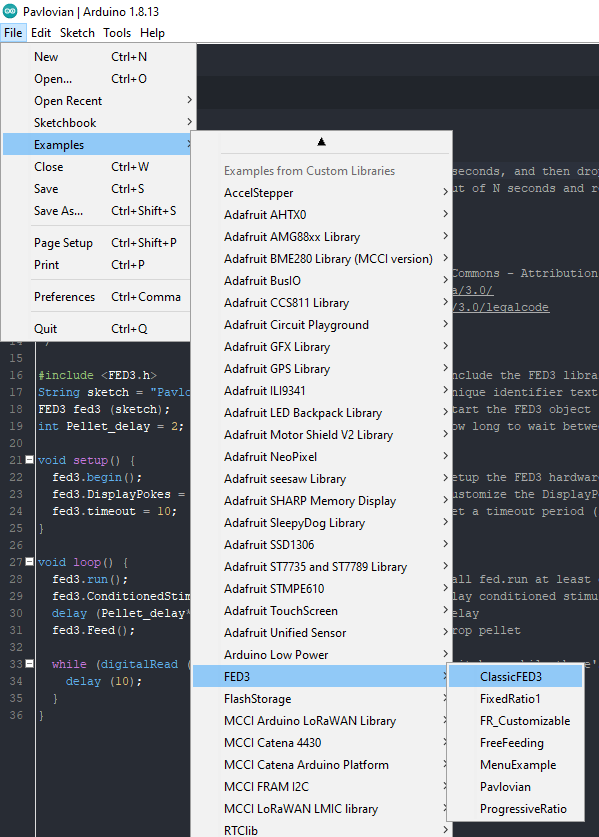 Pavlovian | Arduino 1.8.13
File Edit Sketch Tools Help
New Ctrl+N
Open... Ctrl+O
Open Recent
Sketchbook
Examples
Close Ctrl+W
Save Ctrl+S
Save As... Ctrl+Shift+S
Page Setup Ctrl+Shift+P
Print Ctrl+P
Preferences Ctrl+Comma
Quit Ctrl+Q
Examples from Custom Libraries
AccelStepper
Adafruit AHTX0
Adafruit AMG88xx Library
Adafruit BME280 Library (MCCI version)
Adafruit BusIO
Adafruit CCS811 Library
Adafruit Circuit Playground
Adafruit GFX Library
Adafruit GPS Library
Adafruit ILI9341
Adafruit LED Backpack Library
Adafruit Motor Shield V2 Library
Adafruit NeoPixel
Adafruit seesaw Library
Adafruit SHARP Memory Display
Adafruit SleepyDog Library
Adafruit SSD1306
Adafruit ST7735 and ST7789 Library
Adafruit STMPE610
Adafruit TouchScreen
Adafruit Unified Sensor
Arduino Low Power
FED3
FlashStorage
MCCI Arduino LoRaWAN Library
MCCI Catena 4430
MCCI Catena Arduino Platform
MCCI FRAM I2C
MCCI LoRaWAN LMIC library
RTClib
ClassicFED3
FixedRatio1
FR_Customizable
FreeFeeding
MenuExample
Pavlovian
ProgressiveRatio
seconds, and then drop
ut of N seconds and r
Commons - Attribution
a/3.0/
/3.0/legalcode
15
16 #include <FED3.h> nclude the FED3 libra
17 String sketch = "Pavlo nique identifier text
18 FED3 fed3 (sketch); tart the FED3 object
19 int Pellet_delay = 2; ow long to wait betwe
20
21 void setup() {
22 fed3.begin(); etup the FED3 hardwar
23 fed3.DisplayPokes = ustomize the DisplayP
24 fed3.timeout = 10; et a timeout period (
25 }
26
27 void loop() {
28 fed3.run(); all fed.run at least
29 fed3.ConditionedStim lay conditioned stimu
30 delay (Pellet_delay* elay
31 fed3.Feed(); rop pellet
32
33 while (digitalRead (
34 delay (10);
35 }
36 }